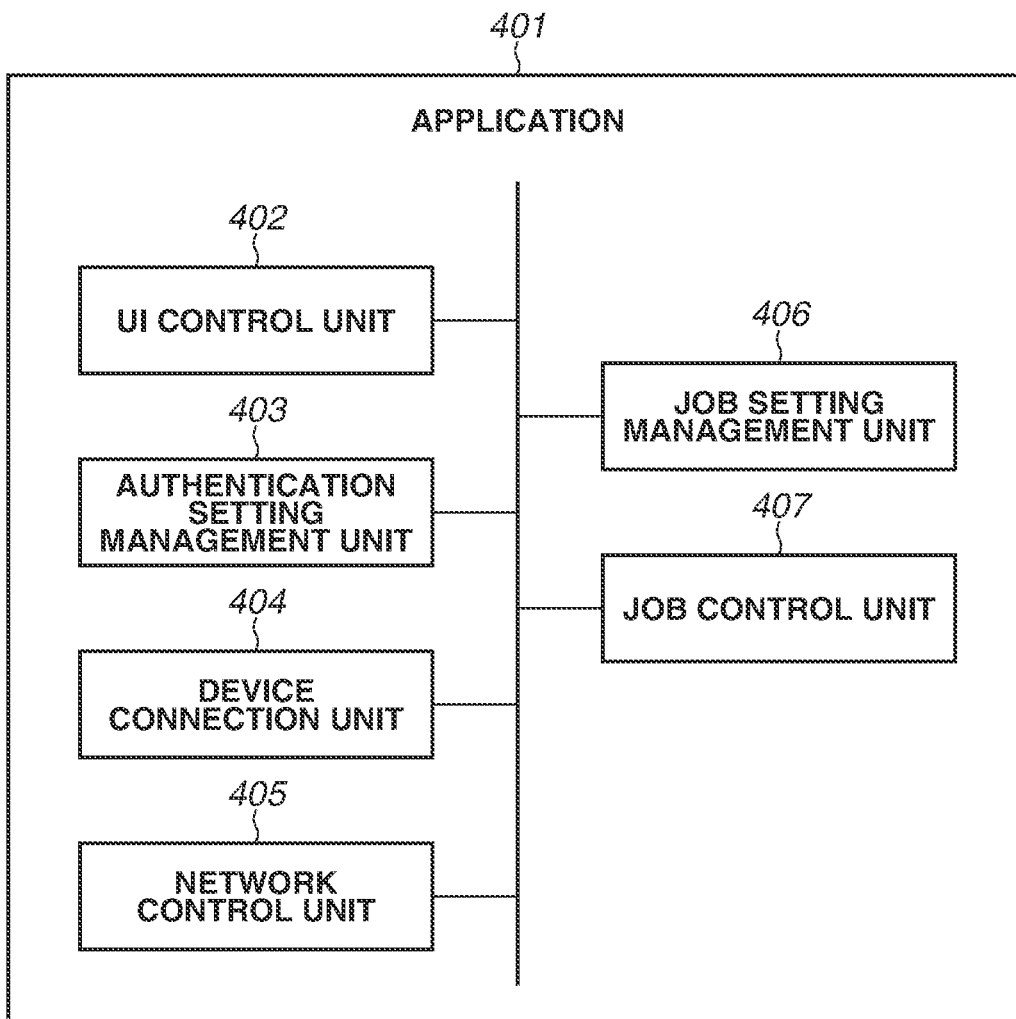 401
APPLICATION
402
UI CONTROL UNIT
403
AUTHENTICATION
SETTING
MANAGEMENT UNIT
404
DEVICE
CONNECTION UNIT
405
NETWORK
CONTROL UNIT
406
JOB SETTING
MANAGEMENT UNIT
407
JOB CONTROL UNIT